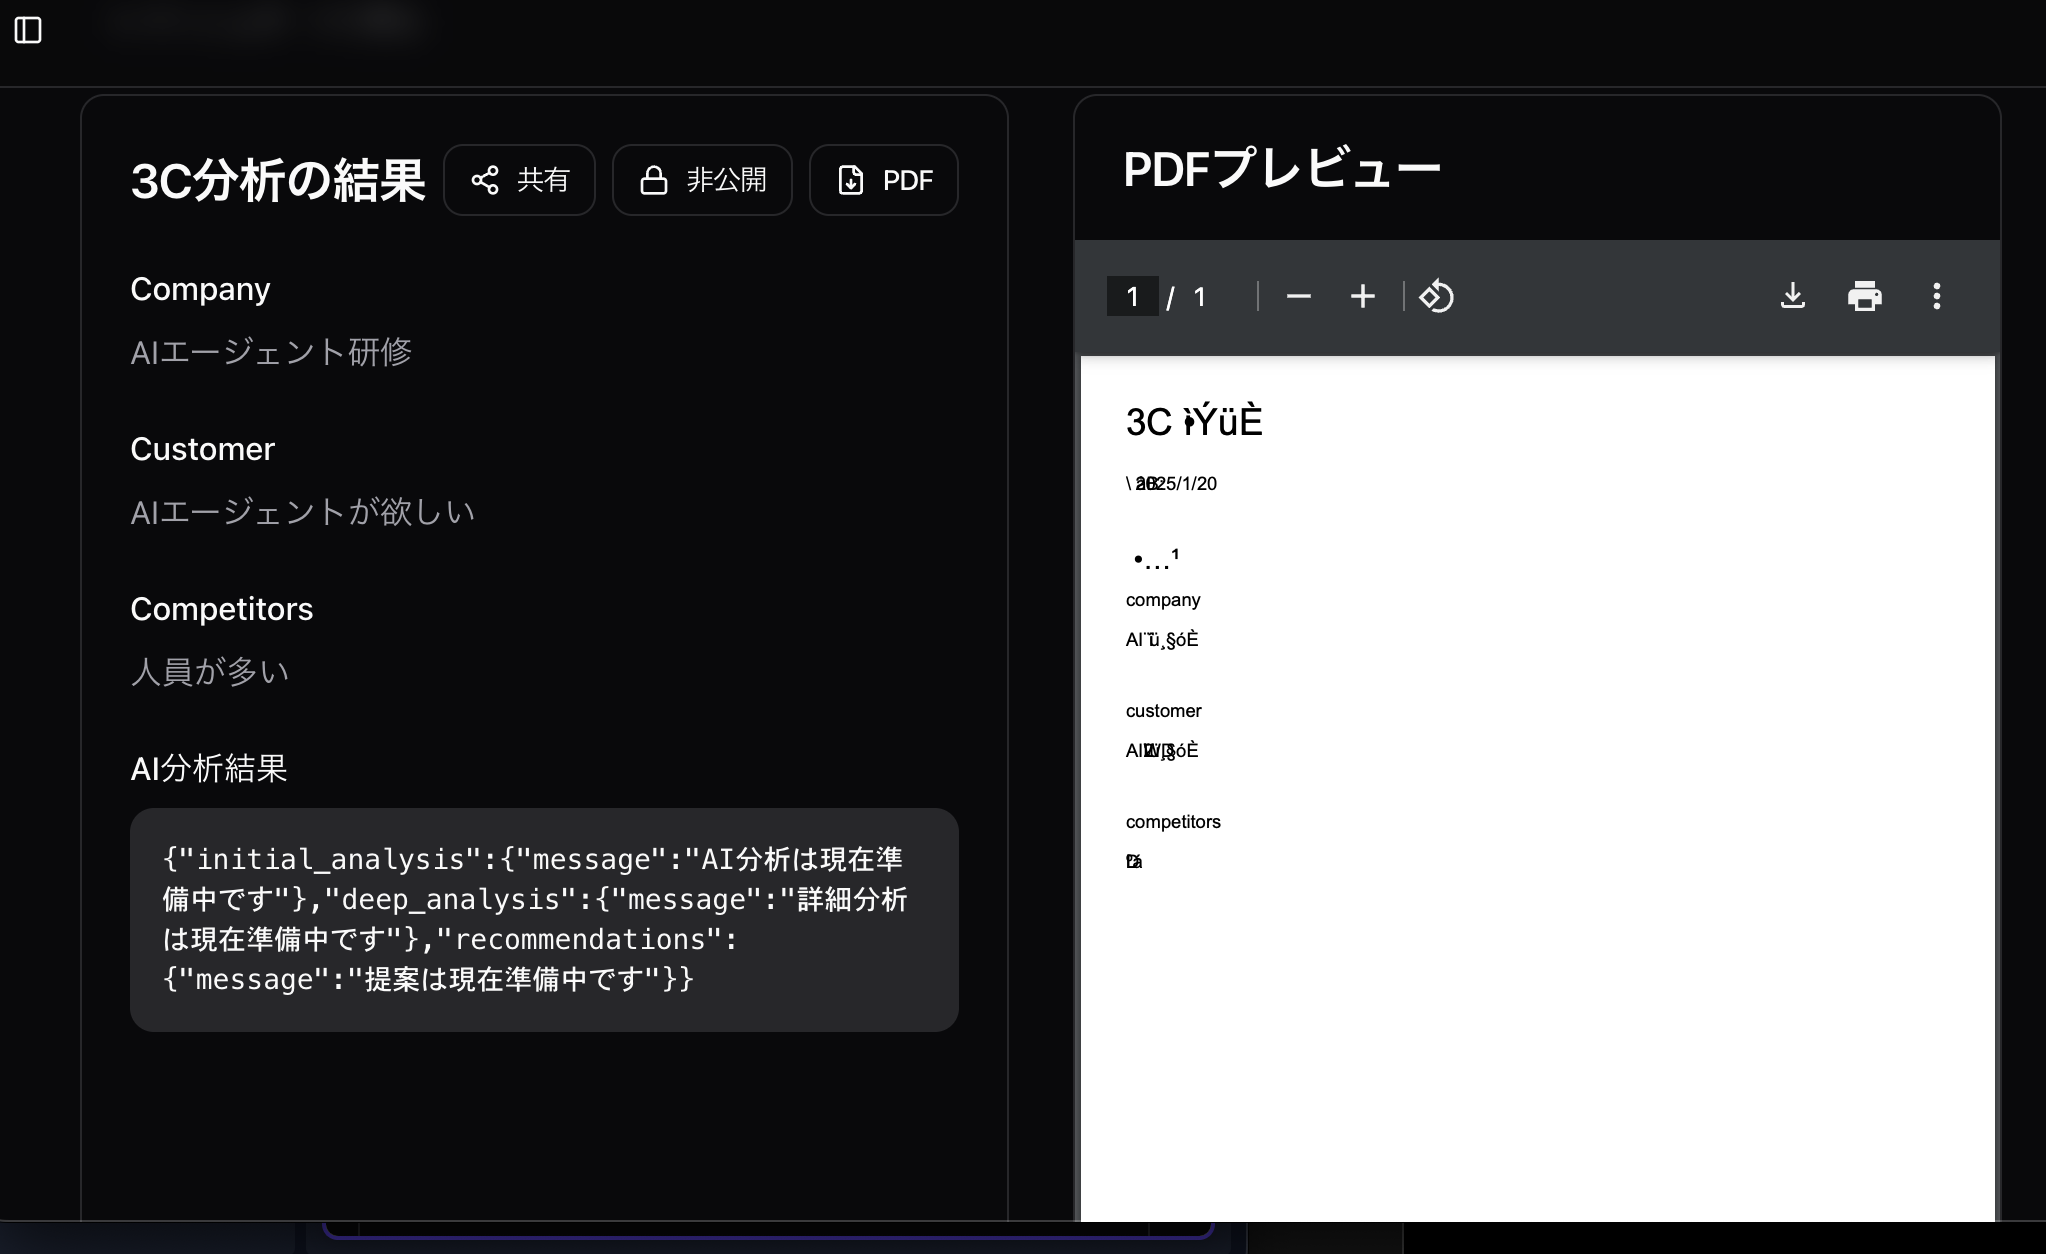 3C分析の結果
共有
非公開
PDF
Company
AIエージェント研修
Customer
AIエージェントが欲しい
Competitors
人員が多い
AI分析結果
{"initial_analysis":{"message":"AI分析は現在準
備中です"},"deep_analysis":{"message":"詳細分析
は現在準備中です"},"recommendations":
{"message":"提案は現在準備中です"}}
PDFプレビュー
1 / 1
3C
2025/1/20
•…¹
company
AI¨ü¸§óÈ
customer
competitors